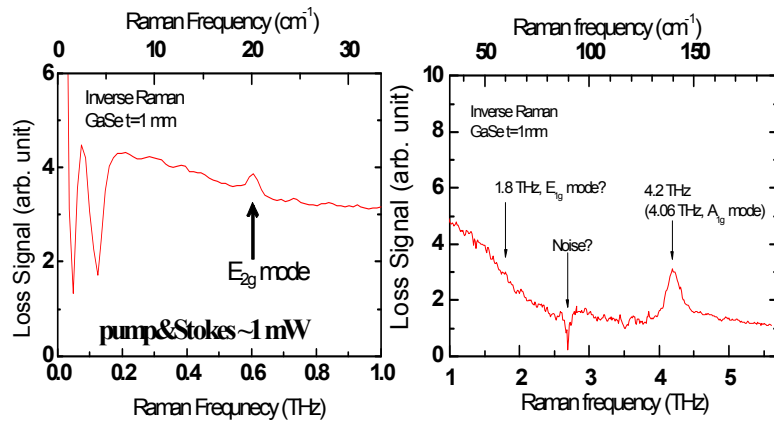 Raman Frequency (cm-1)
0 10 20 30
6
4
2
0
Loss Signal (arb. unit)
Inverse Raman
GaSe t=1 mm
E2g mode
pump&Stokes ~1 mW
0.0 0.2 0.4 0.6 0.8 1.0
Raman Frequnecy (THz)
Raman frequency (cm-1)
50 100 150
10
8
6
4
2
0
Loss Signal (arb. unit)
Inverse Raman
GaSe t=1mm
1.8 THz, E1g mode?
Noise?
4.2 THz
(4.06 THz, A1g mode)
1 2 3 4 5
Raman frequency (THz)